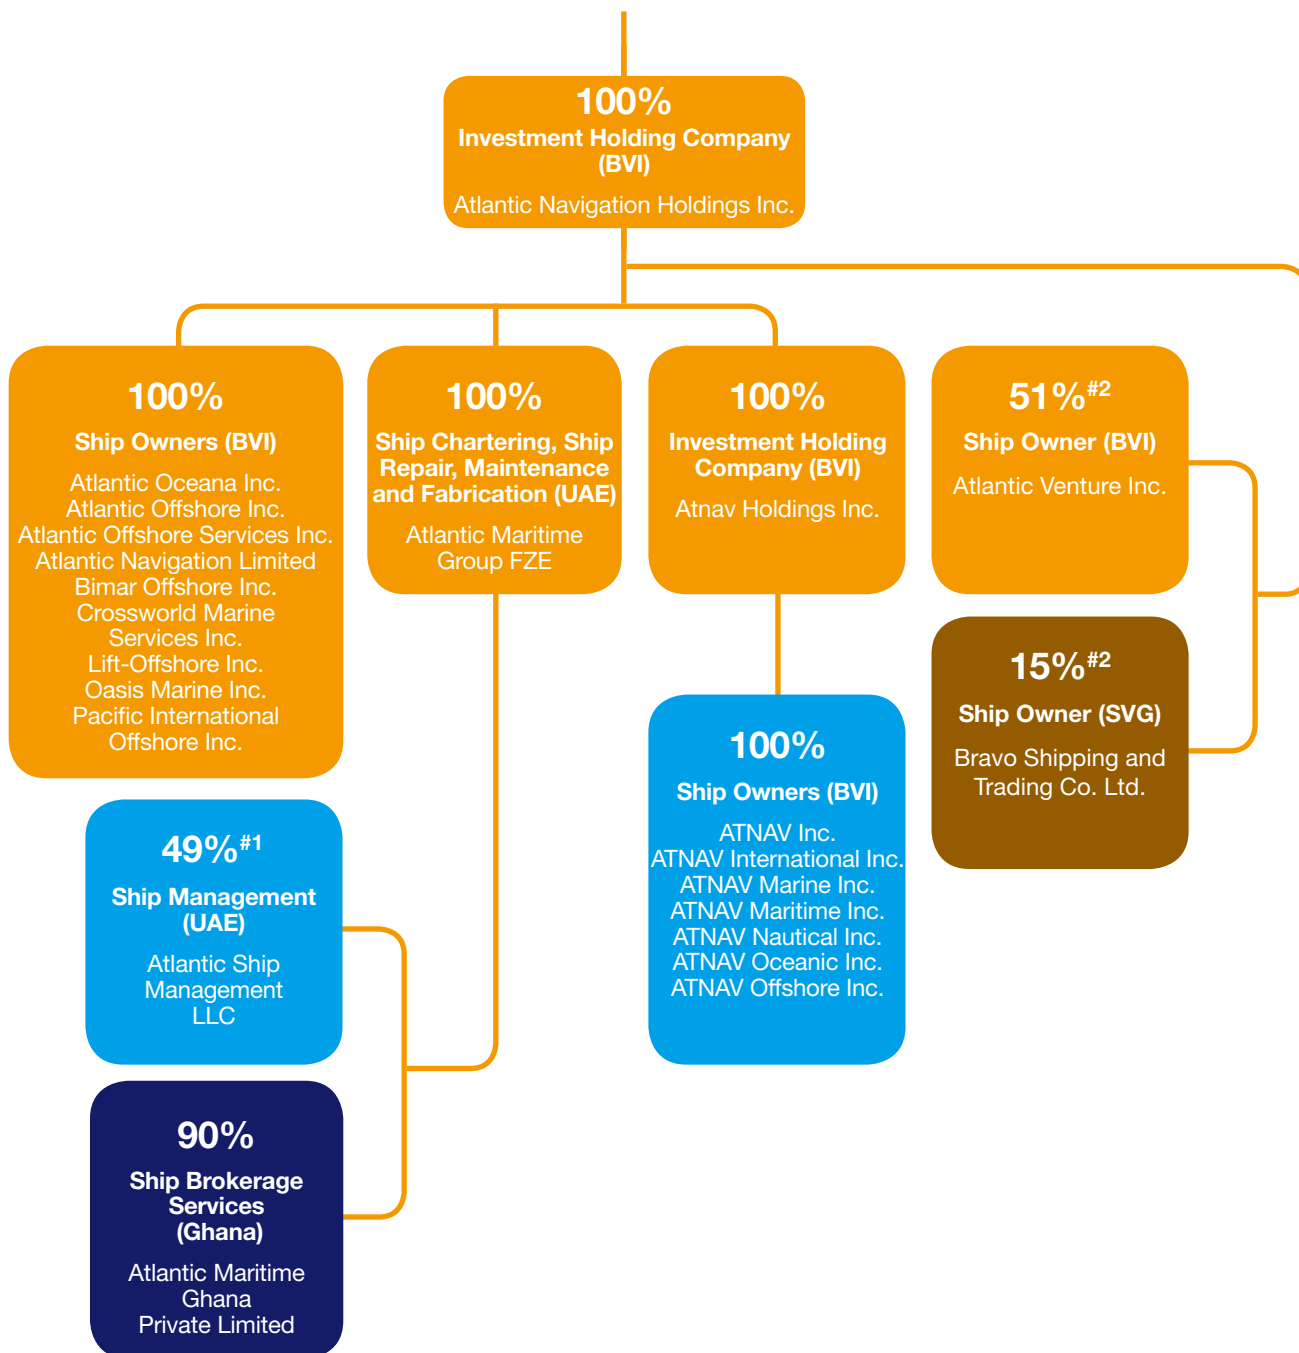 100%
Investment Holding Company
(BVI)
Atlantic Navigation Holdings Inc.
100%
Ship Owners (BVI)
Atlantic Oceana Inc.
Atlantic Offshore Inc.
Atlantic Offshore Services Inc.
Atlantic Navigation Limited
Bimar Offshore Inc.
Crossworld Marine
Services Inc.
Lift-Offshore Inc.
Oasis Marine Inc.
Pacific International
Offshore Inc.
100%
Ship Chartering, Ship
Repair, Maintenance
and Fabrication (UAE)
Atlantic Maritime
Group FZE
100%
Investment Holding
Company (BVI)
Atnav Holdings Inc.
51%#2
Ship Owner (BVI)
Atlantic Venture Inc.
15%#2
Ship Owner (SVG)
Bravo Shipping and
Trading Co. Ltd.
100%
Ship Owners (BVI)
ATNAV Inc.
ATNAV International Inc.
ATNAV Marine Inc.
ATNAV Maritime Inc.
ATNAV Nautical Inc.
ATNAV Oceanic Inc.
ATNAV Offshore Inc.
49%#1
Ship Management
(UAE)
Atlantic Ship
Management
LLC
90%
Ship Brokerage
Services
(Ghana)
Atlantic Maritime
Ghana
Private Limited